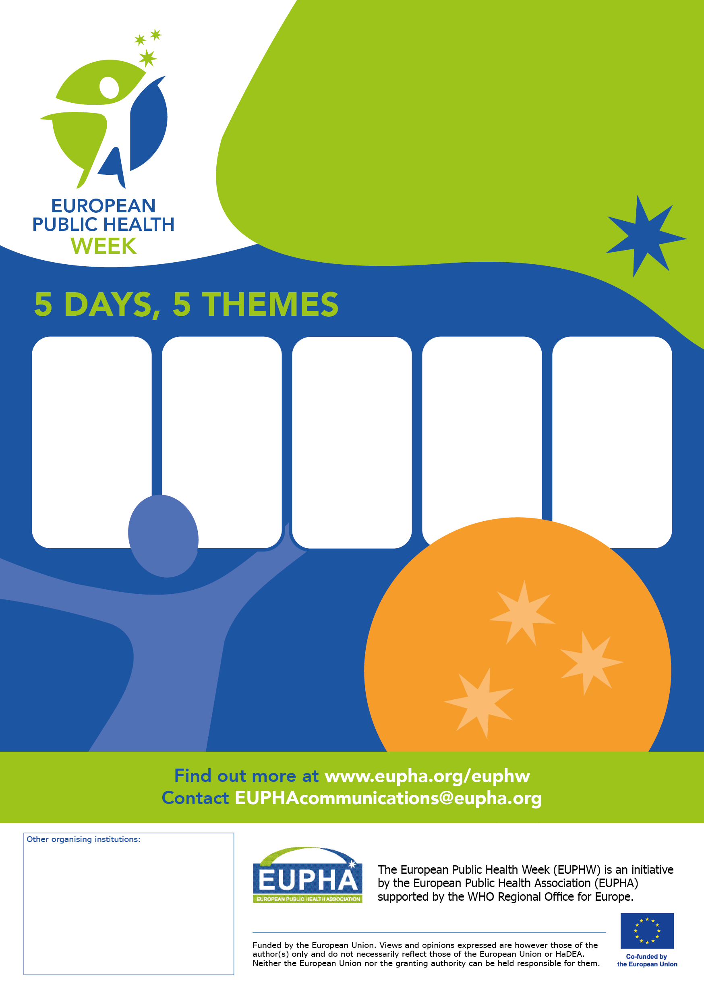 EUROPEAN
PUBLIC HEALTH
WEEK
5 DAYS, 5 THEMES
Find out more at www.eupha.org/euphw
Contact EUPHAcommunications@eupha.org
Other organising institutions:
EUPHA
EUROPEAN PUBLIC HEALTH ASSOCIATION
The European Public Health Week (EUPHW) is an initiative
by the European Public Health Association (EUPHA)
supported by the WHO Regional Office for Europe.
Funded by the European Union. Views and opinions expressed are however those of the
author(s) only and do not necessarily reflect those of the European Union or HaDEA.
Neither the European Union nor the granting authority can be held responsible for them.
Co-funded by
the European Union